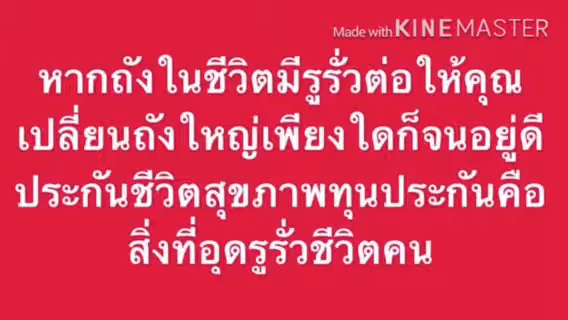 Made with KINEMASTER
หากถังในชีวิตมีรูรั่วต่อให้คุณ
เปลี่ยนถังใหญ่เพียงใดก็จนอยู่ดี
ประกันชีวิตสุขภาพทุนประกันคือ
สิ่งที่อุดรูรั่วชีวิตคน